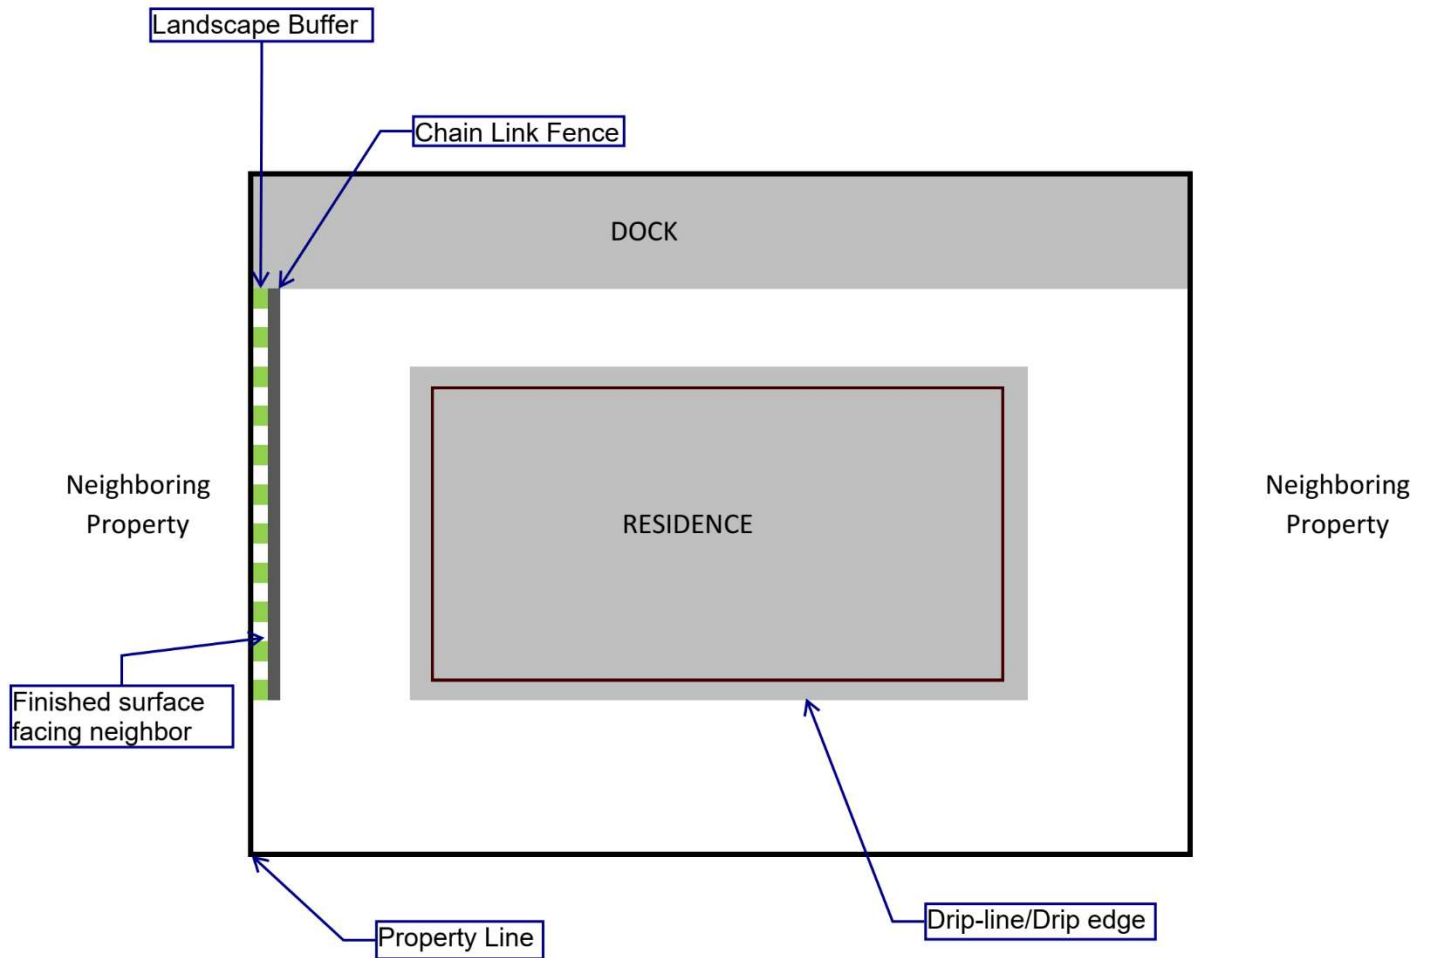 Landscape Buffer
Chain Link Fence
DOCK
Neighboring
Property
RESIDENCE
Neighboring
Property
Finished surface
facing neighbor
Property Line
Drip-line/Drip edge